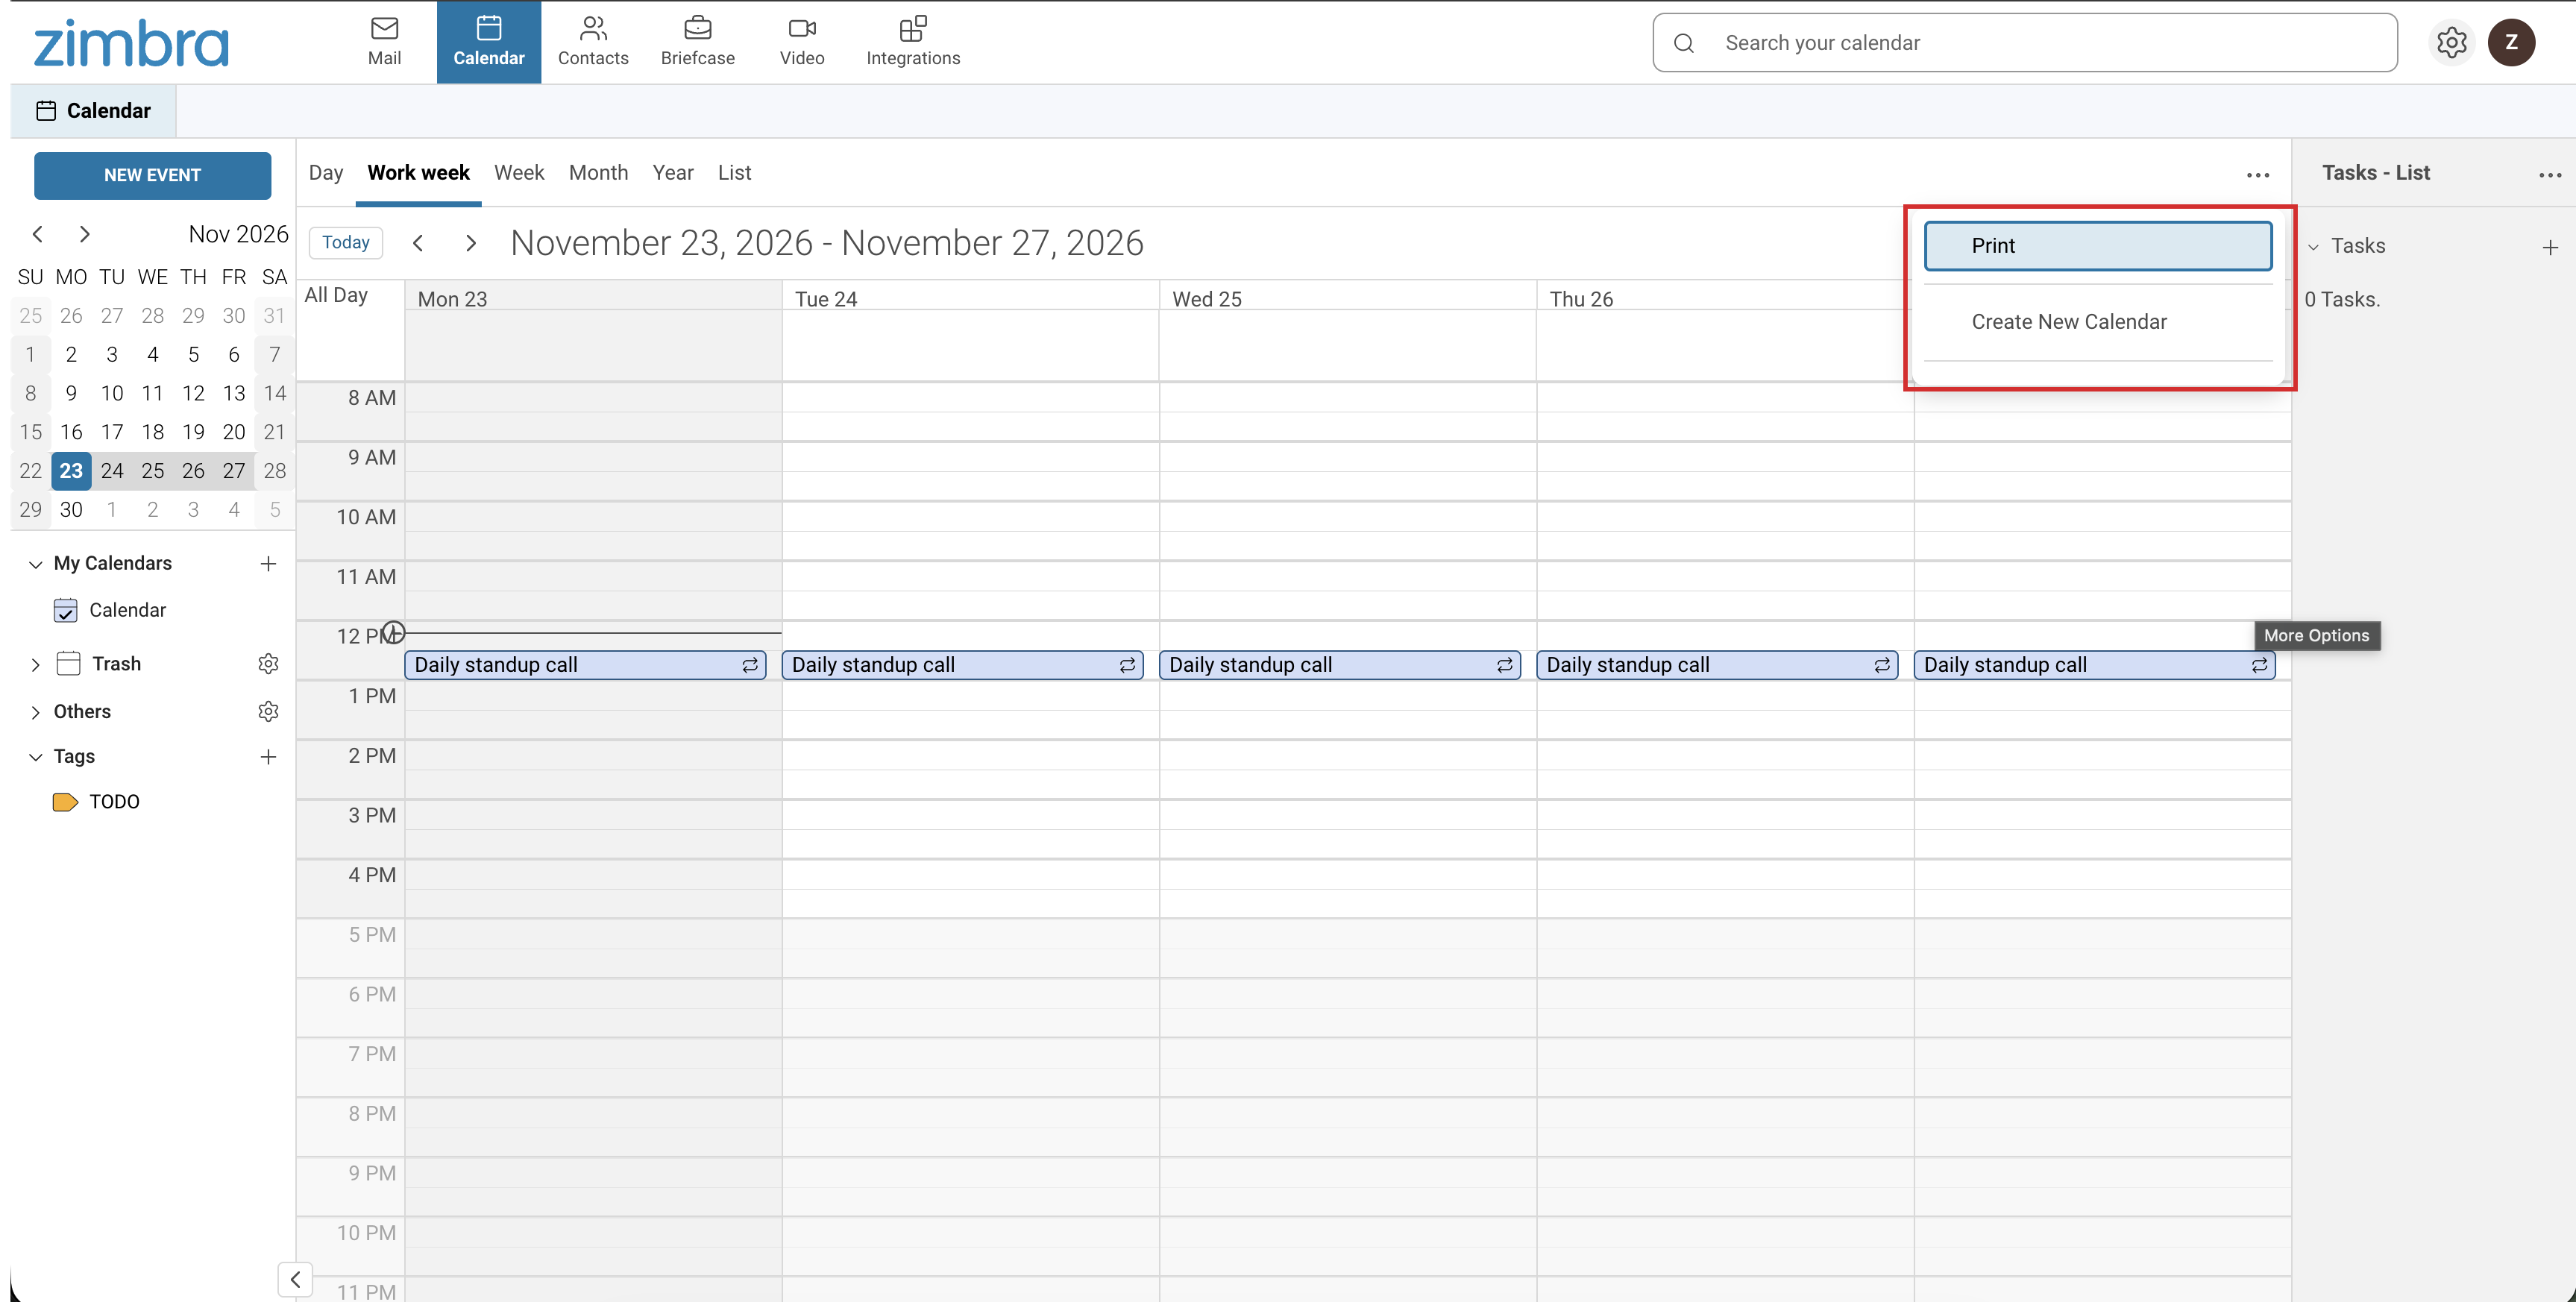 zimbra
Mail
Calendar
Contacts
Briefcase
Video
Integrations
Search your calendar
Z
Calendar
NEW EVENT
Nov 2026
SU MO TU WE TH FR SA
25 26 27 28 29 30 31
1 2 3 4 5 6 7
8 9 10 11 12 13 14
15 16 17 18 19 20 21
22 23 24 25 26 27 28
29 30 1 2 3 4 5
My Calendars
Calendar
Trash
Others
Tags
TODO
Day Work week Week Month Year List
Today
November 23, 2026 - November 27, 2026
All Day
Mon 23
Tue 24
Wed 25
Thu 26
8 AM
9 AM
10 AM
11 AM
12 PM
Daily standup call
Daily standup call
Daily standup call
Daily standup call
Daily standup call
1 PM
2 PM
3 PM
4 PM
5 PM
6 PM
7 PM
8 PM
9 PM
10 PM
11 PM
Print
Create New Calendar
More Options
Tasks - List
Tasks
0 Tasks.